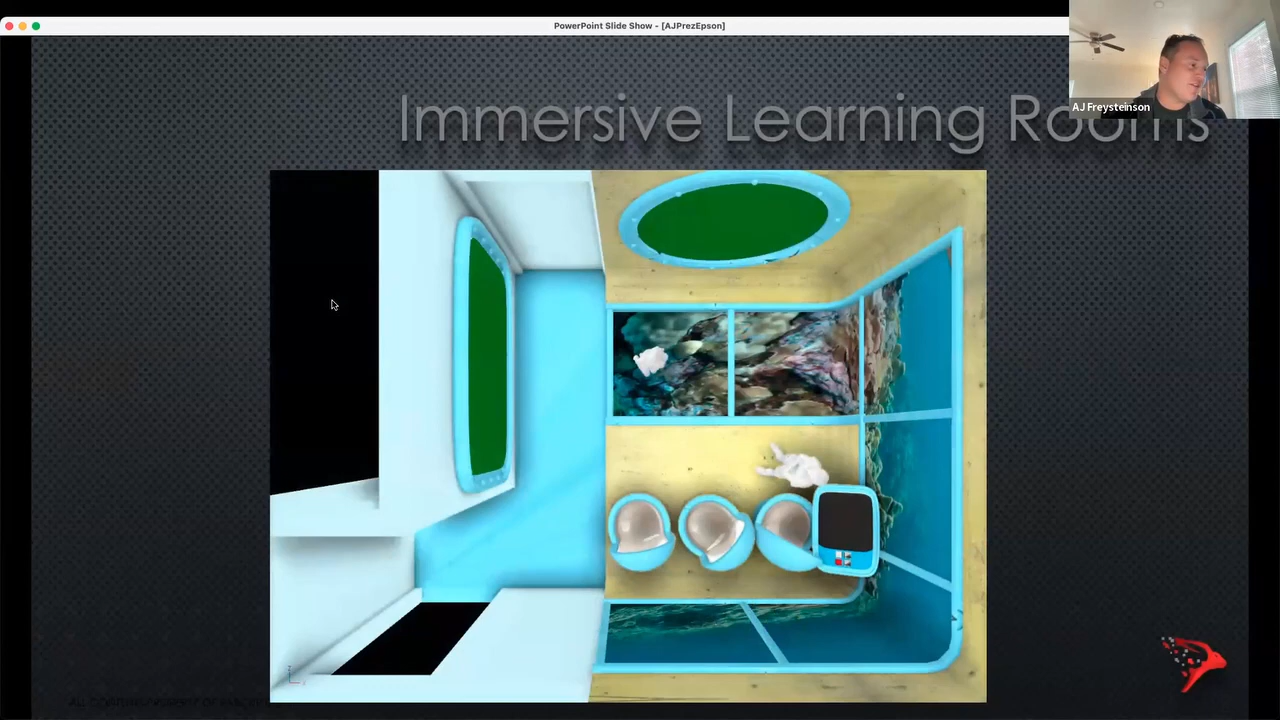 PowerPoint Slide Show - [AJPrezEpson]
AJ Freysteinson
Immersive Learning Rooms